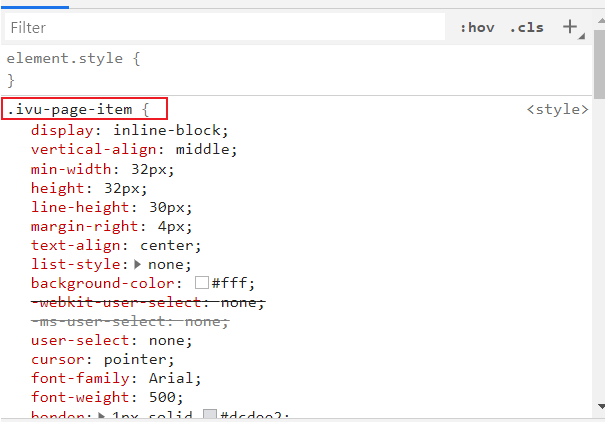 Filter :hov .cls +
element.style {
}
.ivu-page-item { <style>
display: inline-block;
vertical-align: middle;
min-width: 32px;
height: 32px;
line-height: 30px;
margin-right: 4px;
text-align: center;
list-style: none;
background-color: #fff;
-webkit-user-select: none;
-ms-user-select: none;
user-select: none;
cursor: pointer;
font-family: Arial;
font-weight: 500;
border: 1px solid #dcdee2;